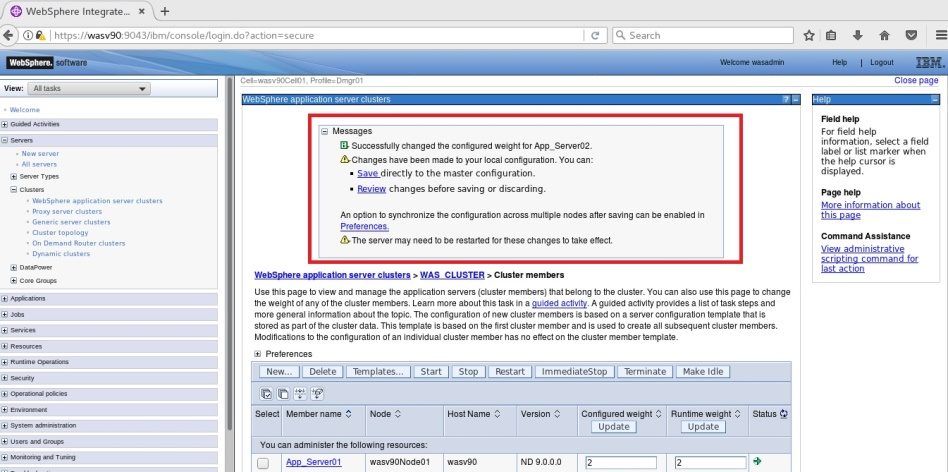 WebSphere Integrate...
https://wasv90:9043/ibm/console/login.do?action=secure
Search
WebSphere. software
Welcome wasadmin
Help
Logout
IBM.
View: All tasks
Cell=wasv90Cell01, Profile=Dmgr01
Close page
Welcome
Guided Activities
Servers
New server
All servers
Server Types
Clusters
WebSphere application server clusters
Proxy server clusters
Generic server clusters
Cluster topology
On Demand Router clusters
Dynamic clusters
DataPower
Core Groups
Applications
Jobs
Services
Resources
Runtime Operations
Security
Operational policies
Environment
System administration
Users and Groups
Monitoring and Tuning
WebSphere application server clusters
Messages
Successfully changed the configured weight for App_Server02.
Changes have been made to your local configuration. You can:
Save directly to the master configuration.
Review changes before saving or discarding.
An option to synchronize the configuration across multiple nodes after saving can be enabled in
Preferences.
The server may need to be restarted for these changes to take effect.
WebSphere application server clusters > WAS_CLUSTER > Cluster members
Use this page to view and manage the application servers (cluster members) that belong to the cluster. You can also use this page to change
the weight of any of the cluster members. Learn more about this task in a guided activity. A guided activity provides a list of task steps and
more general information about the topic. The configuration of new cluster members is based on a server configuration template that is
stored as part of the cluster data. This template is based on the first cluster member and is used to create all subsequent cluster members.
Modifications to the configuration of an individual cluster member has no effect on the cluster member template.
Preferences
New... Delete Templates... Start Stop Restart ImmediateStop Terminate Make Idle
Select Member name Node Host Name Version Configured weight Runtime weight Status
Update Update
You can administer the following resources:
App_Server01 wasv90Node01 wasv90 ND 9.0.0.0 2 2
Help
Field help
For field help
information, select a field
label or list marker when
the help cursor is
displayed.
Page help
More information about
this page
Command Assistance
View administrative
scripting command for
last action